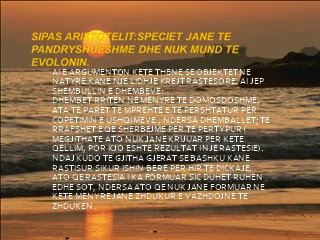 SIPAS ARISTOTELIT:SPECIET JANE TE
PANDRYSHUESHME DHE NUK MUND TE
EVOLONIN.
AI E ARGUMENTON KETE THENE SE OBJEKTET NE
NATYRE KANE NJE LIDHJE KREJT RASTESORE. AI JEP
SHEMBULLIN E DHEMBEVE:
DHEMBET RRITEN NE MENYRE TE DOMOSDOSHME;
ATA TE PARET TE MPREHTE E TE PERSHTATUR PER
COPETIMIN E USHQIMEVE , NDERSA DHEMBALLET; TE
RRAFSHET E QE SHERBEJME PER TE PERTYPUR (
MEGJITHATE ATO NUK JANE KRIJUAR PER KETE
QELLIM, POR KJO ESHTE REZULTAT I NJE RASTESIE).
NDAJ KUDO TE GJITHA GJERAT SE BASHKU KANE
RASTISUR SIKUR ISHIN BERE PER HIR TE DICKAJE.
ATO QE RASTESIA I KA FORMUAR SIC DUHET RUHEN
EDHE SOT, NDERSA ATO QE NUK JANE FORMUAR NE
KETE MENYRE JANE ZHDUKUR E VAZHDOJNE TE
ZHDUKEN.